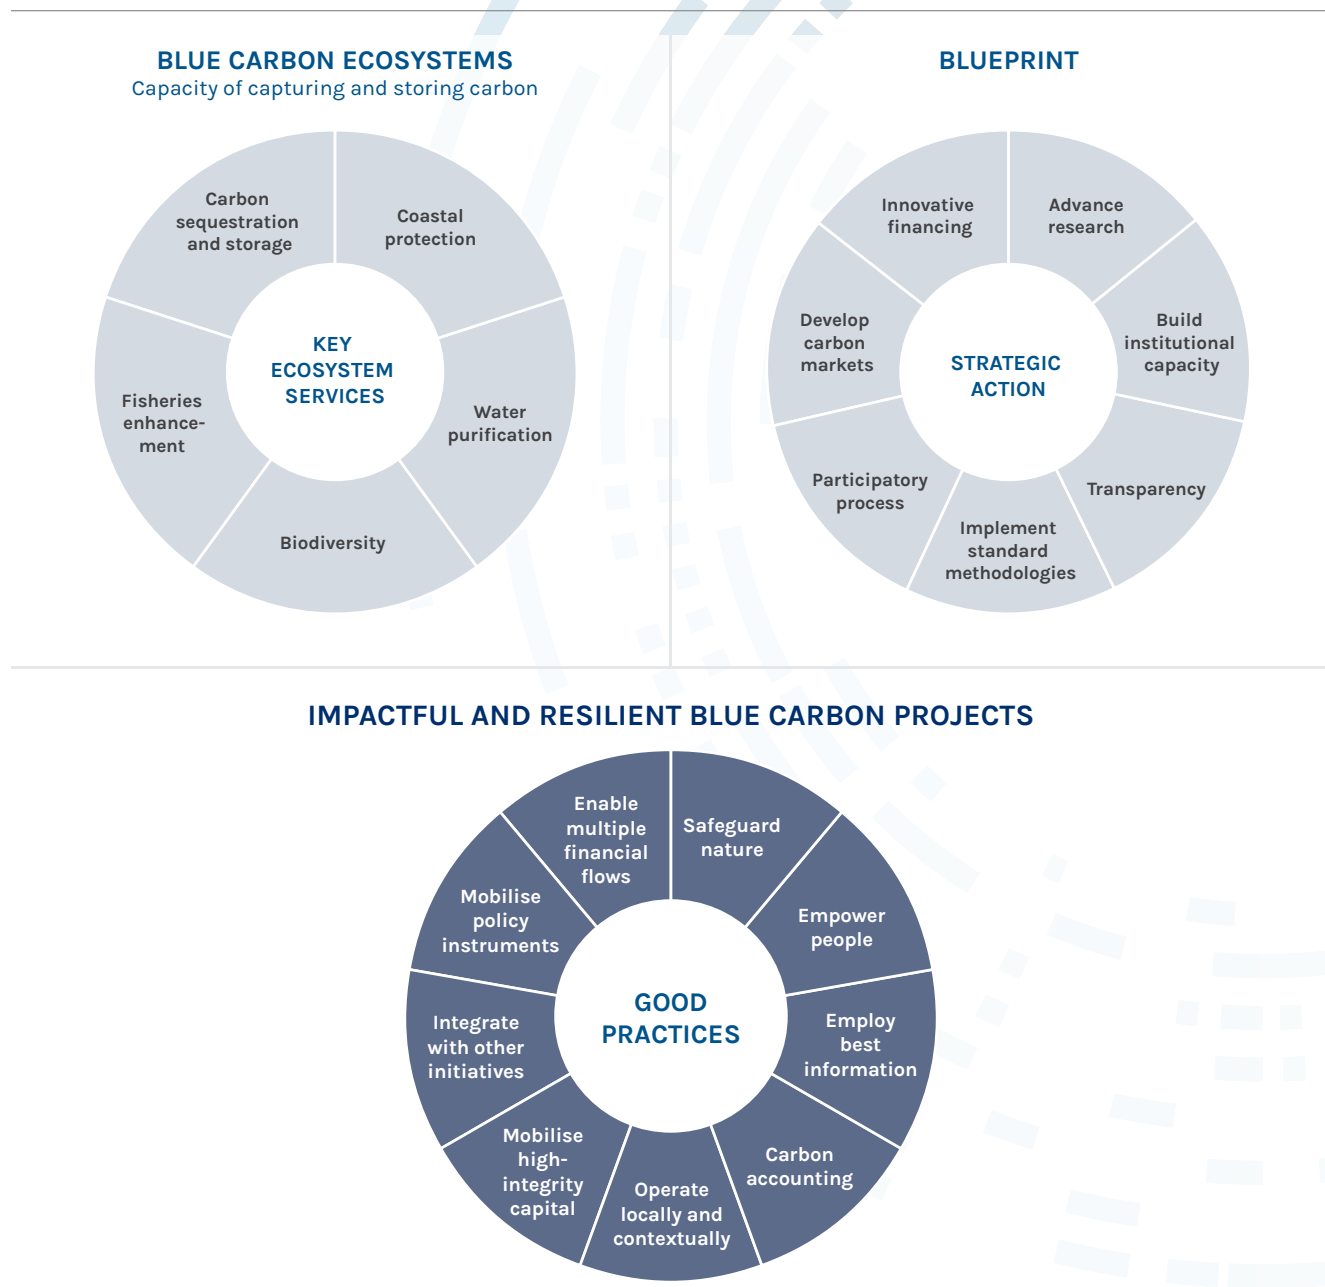 BLUE CARBON ECOSYSTEMS
Capacity of capturing and storing carbon
Carbon
sequestration
and storage
Coastal
protection
Water
purification
Biodiversity
Fisheries
enhance-
ment
KEY
ECOSYSTEM
SERVICES
BLUEPRINT
Innovative
financing
Advance
research
Build
institutional
capacity
Transparency
Implement
standard
methodologies
Participatory
process
Develop
carbon
markets
STRATEGIC
ACTION
IMPACTFUL AND RESILIENT BLUE CARBON PROJECTS
Enable
multiple
financial
flows
Safeguard
nature
Empower
people
Employ
best
information
Carbon
accounting
Operate
locally and
contextually
Mobilise
high-
integrity
capital
Integrate
with other
initiatives
Mobilise
policy
instruments
GOOD
PRACTICES